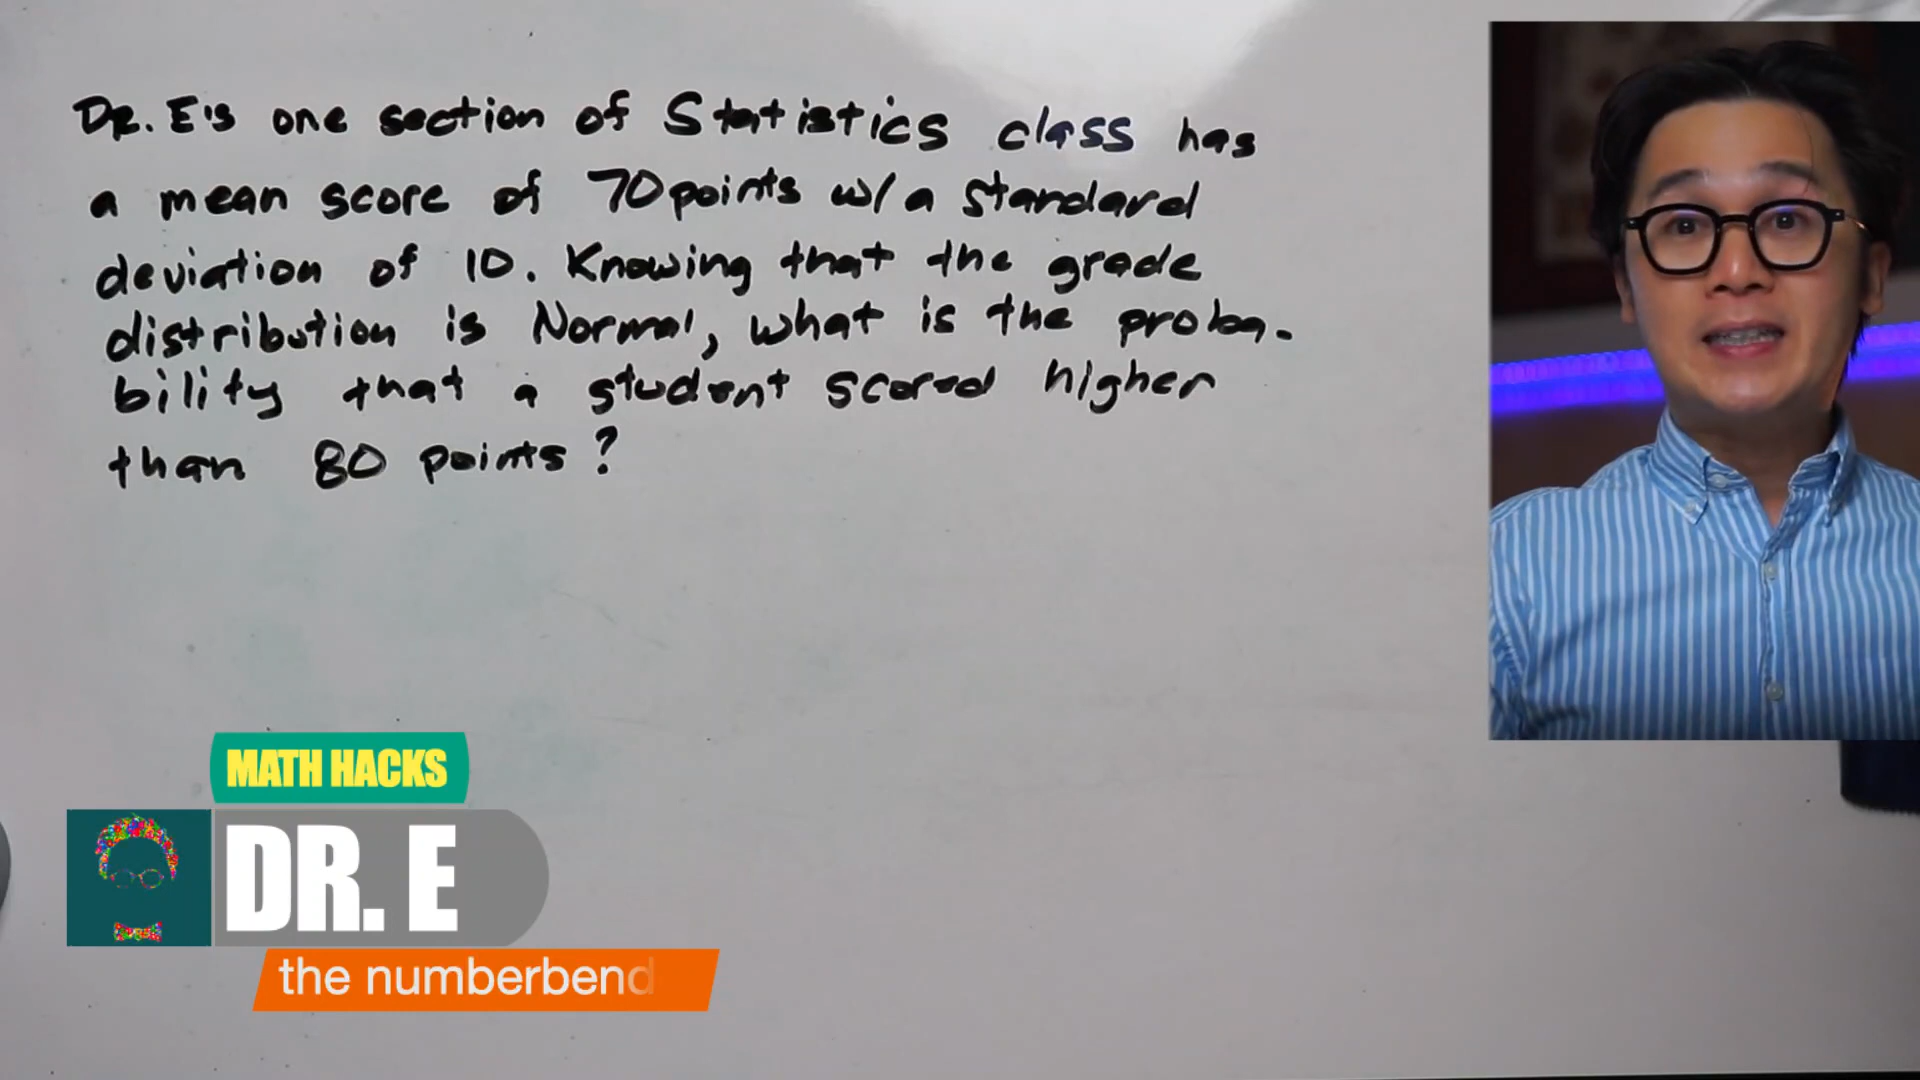 Dr. E's one section of Statistics class has
a mean score of 70 points w/ a standard
deviation of 10. Knowing that the grade
distribution is Normal, what is the proba-
bility that a student scored higher
than 80 points?
MATH HACKS
DR. E
the numberbend